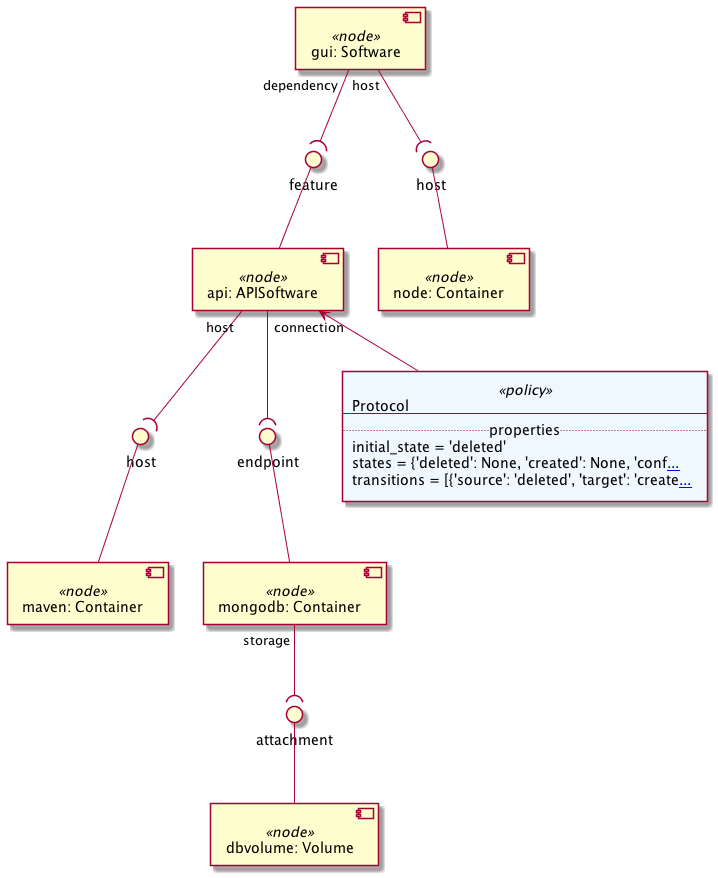 «node»
gui: Software
dependency
host
feature
host
«node»
api: APISoftware
«node»
node: Container
host
connection
«policy»
Protocol
properties
initial_state = 'deleted'
states = {'deleted': None, 'created': None, 'conf...
transitions = [{'source': 'deleted', 'target': 'create...
host
endpoint
«node»
maven: Container
«node»
mongodb: Container
storage
attachment
«node»
dbvolume: Volume